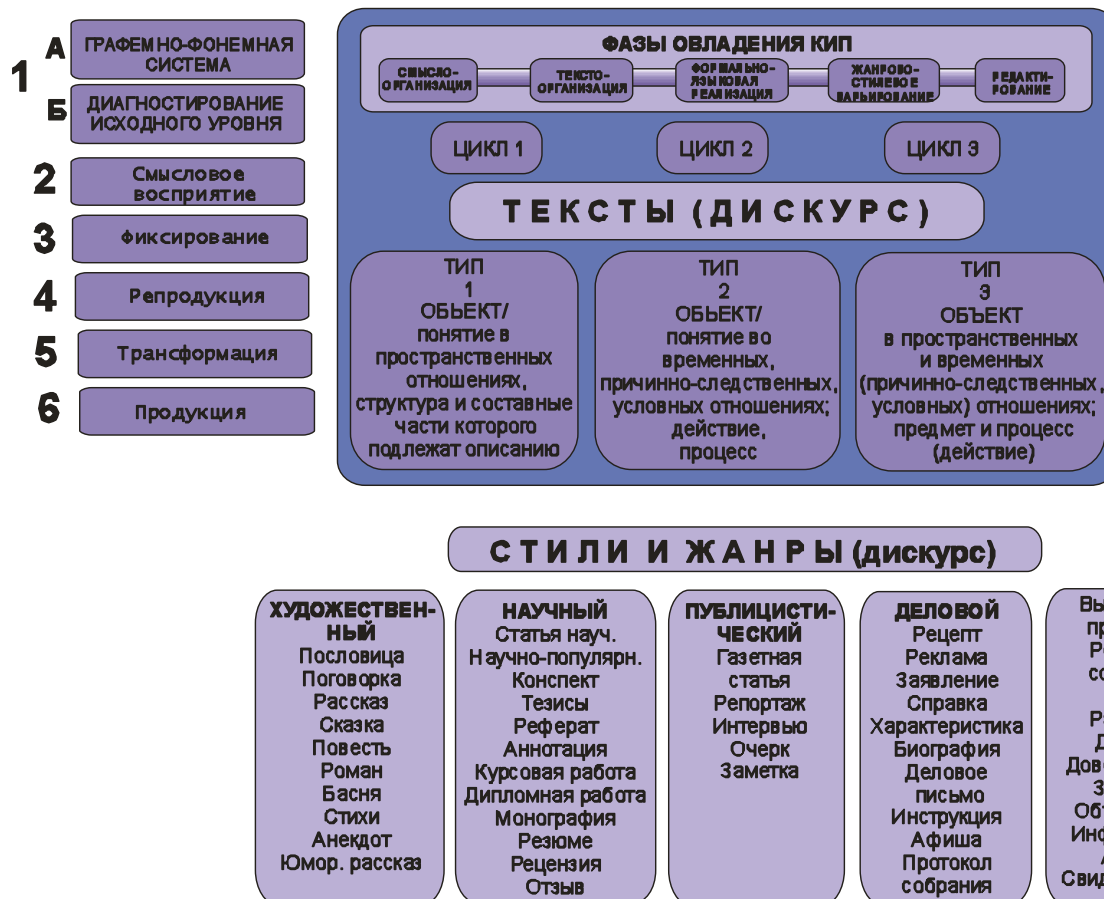 1
А
ГРАФЕМНО-ФОНЕМНАЯ
СИСТЕМА
Б
ДИАГНОСТИРОВАНИЕ
ИСХОДНОГО УРОВНЯ
2
Смысловое
восприятие
3
Фиксирование
4
Репродукция
5
Трансформация
6
Продукция
ФАЗЫ ОВЛАДЕНИЯ КИП
СМЫСЛО-
ОРГАНИЗАЦИЯ
ТЕКСТО-
ОРГАНИЗАЦИЯ
ФОРМАЛЬНО-
ЯЗЫКОВАЯ
РЕАЛИЗАЦИЯ
ЖАНРОВО-
СТИЛЕВОЕ
ВАРЬИРОВАНИЕ
РЕДАКТИ-
РОВАНИЕ
ЦИКЛ 1
ЦИКЛ 2
ЦИКЛ 3
ТЕКСТЫ (ДИСКУРС)
ТИП
1
ОБЬЕКТ/
понятие в
пространственных
отношениях,
структура и составные
части которого
подлежат описанию
ТИП
2
ОБЬЕКТ/
понятие во
временных,
причинно-следственных,
условных отношениях;
действие,
процесс
ТИП
3
ОБЪЕКТ
в пространственных
и временных
(причинно-следственных,
условных) отношениях;
предмет и процесс
(действие)
СТИЛИ И ЖАНРЫ (дискурс)
ХУДОЖЕСТВЕН-
НЫЙ
Пословица
Поговорка
Рассказ
Сказка
Повесть
Роман
Басня
Стихи
Анекдот
Юмор. рассказ
НАУЧНЫЙ
Статья науч.
Научно-популярн.
Конспект
Тезисы
Реферат
Аннотация
Курсовая работа
Дипломная работа
Монография
Резюме
Рецензия
Отзыв
ПУБЛИЦИСТИ-
ЧЕСКИЙ
Газетная
статья
Репортаж
Интервью
Очерк
Заметка
ДЕЛОВОЙ
Рецепт
Реклама
Заявление
Справка
Характеристика
Биография
Деловое
письмо
Инструкция
Афиша
Протокол
собрания